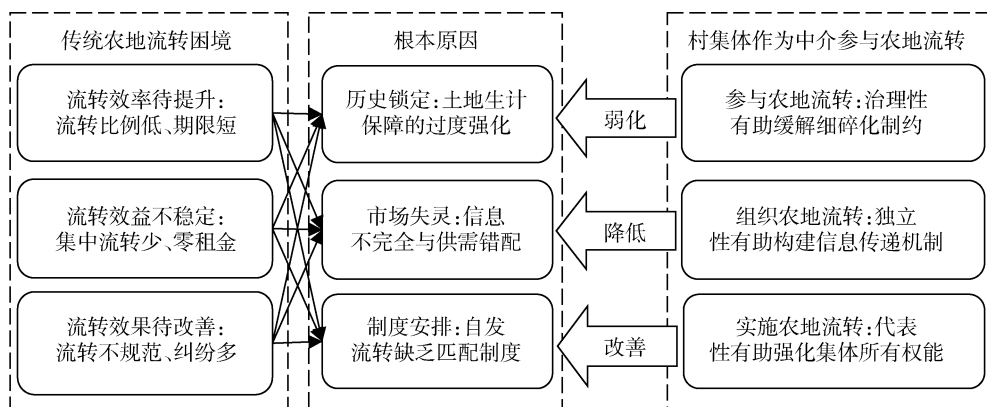 传统农地流转困境
流转效率待提升:
流转比例低、期限短
流转效益不稳定:
集中流转少、零租金
流转效果待改善:
流转不规范、纠纷多
根本原因
历史锁定:土地生计
保障的过度强化
市场失灵:信息
不完全与供需错配
制度安排:自发
流转缺乏匹配制度
弱化
降低
改善
村集体作为中介参与农地流转
参与农地流转:治理性
有助缓解细碎化制约
组织农地流转:独立
性有助构建信息传递机制
实施农地流转:代表
性有助强化集体所有权能